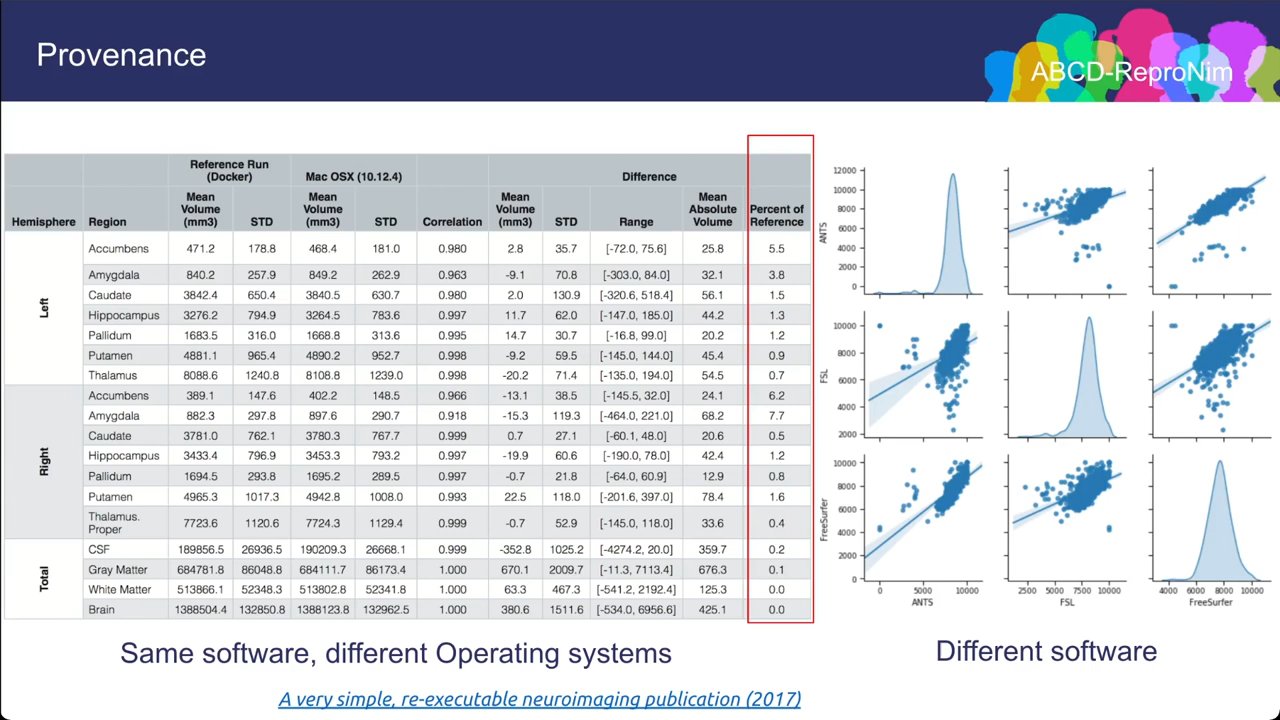 Provenance
ABCD-ReproNim
Reference Run (Docker) Mac OSX (10.12.4) Difference
Hemisphere Region Mean Volume (mm3) STD Mean Volume (mm3) STD Correlation Mean Volume (mm3) STD Range Mean Absolute Volume Percent of Reference
Left
Accumbens 471.2 178.8 468.4 181.0 0.980 2.8 35.7 [-72.0, 75.6] 25.8 5.5
Amygdala 840.2 257.9 849.2 262.9 0.963 -9.1 70.8 [-303.0, 84.0] 32.1 3.8
Caudate 3842.4 650.4 3840.5 630.7 0.980 2.0 130.9 [-320.6, 518.4] 56.1 1.5
Hippocampus 3276.2 794.9 3264.5 783.6 0.997 11.7 62.0 [-147.0, 185.0] 44.2 1.3
Pallidum 1683.5 316.0 1668.8 313.6 0.995 14.7 30.7 [-16.8, 99.0] 20.2 1.2
Putamen 4881.1 965.4 4890.2 952.7 0.998 -9.2 59.5 [-145.0, 144.0] 45.4 0.9
Thalamus 8088.6 1240.8 8108.8 1239.0 0.998 -20.2 71.4 [-135.0, 194.0] 54.5 0.7
Right
Accumbens 389.1 147.6 402.2 148.5 0.966 -13.1 38.5 [-145.5, 32.0] 24.1 6.2
Amygdala 882.3 297.8 897.6 290.7 0.918 -15.3 119.3 [-464.0, 221.0] 68.2 7.7
Caudate 3781.0 762.1 3780.3 767.7 0.999 0.7 27.1 [-60.1, 48.0] 20.6 0.5
Hippocampus 3433.4 796.9 3453.3 793.2 0.997 -19.9 60.6 [-190.0, 78.0] 42.4 1.2
Pallidum 1694.5 293.8 1695.2 289.5 0.997 -0.7 21.8 [-64.0, 60.9] 12.9 0.8
Putamen 4965.3 1017.3 4942.8 1008.0 0.993 22.5 118.0 [-201.6, 397.0] 78.4 1.6
Thalamus. Proper 7723.6 1120.6 7724.3 1129.4 0.999 -0.7 52.9 [-145.0, 118.0] 33.6 0.4
Total
CSF 189856.5 26936.5 190209.3 26668.1 0.999 -352.8 1025.2 [-4274.2, 20.0] 359.7 0.2
Gray Matter 684781.8 86048.8 684111.7 86173.4 1.000 670.1 2009.7 [-11.3, 7113.4] 676.3 0.1
White Matter 513866.1 52348.3 513802.8 52341.8 1.000 63.3 467.3 [-541.2, 2192.4] 125.3 0.0
Brain 1388504.4 132850.8 1388123.8 132962.5 1.000 380.6 1511.6 [-534.0, 6956.6] 425.1 0.0
ANTS
12000
10000
8000
6000
4000
2000
0
FSL
10000
8000
6000
4000
2000
FreeSurfer
10000
8000
6000
4000
2000
0
0 5000 10000 2500 5000 7500 10000 4000 6000 8000 10000
ANTS FSL FreeSurfer
Same software, different Operating systems
Different software
A very simple, re-executable neuroimaging publication (2017)